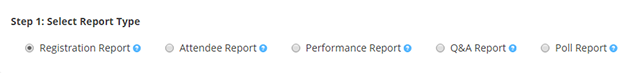 Step 1: Select Report Type
Registration Report ? Attendee Report ? Performance Report ? Q&A Report ? Poll Report ?